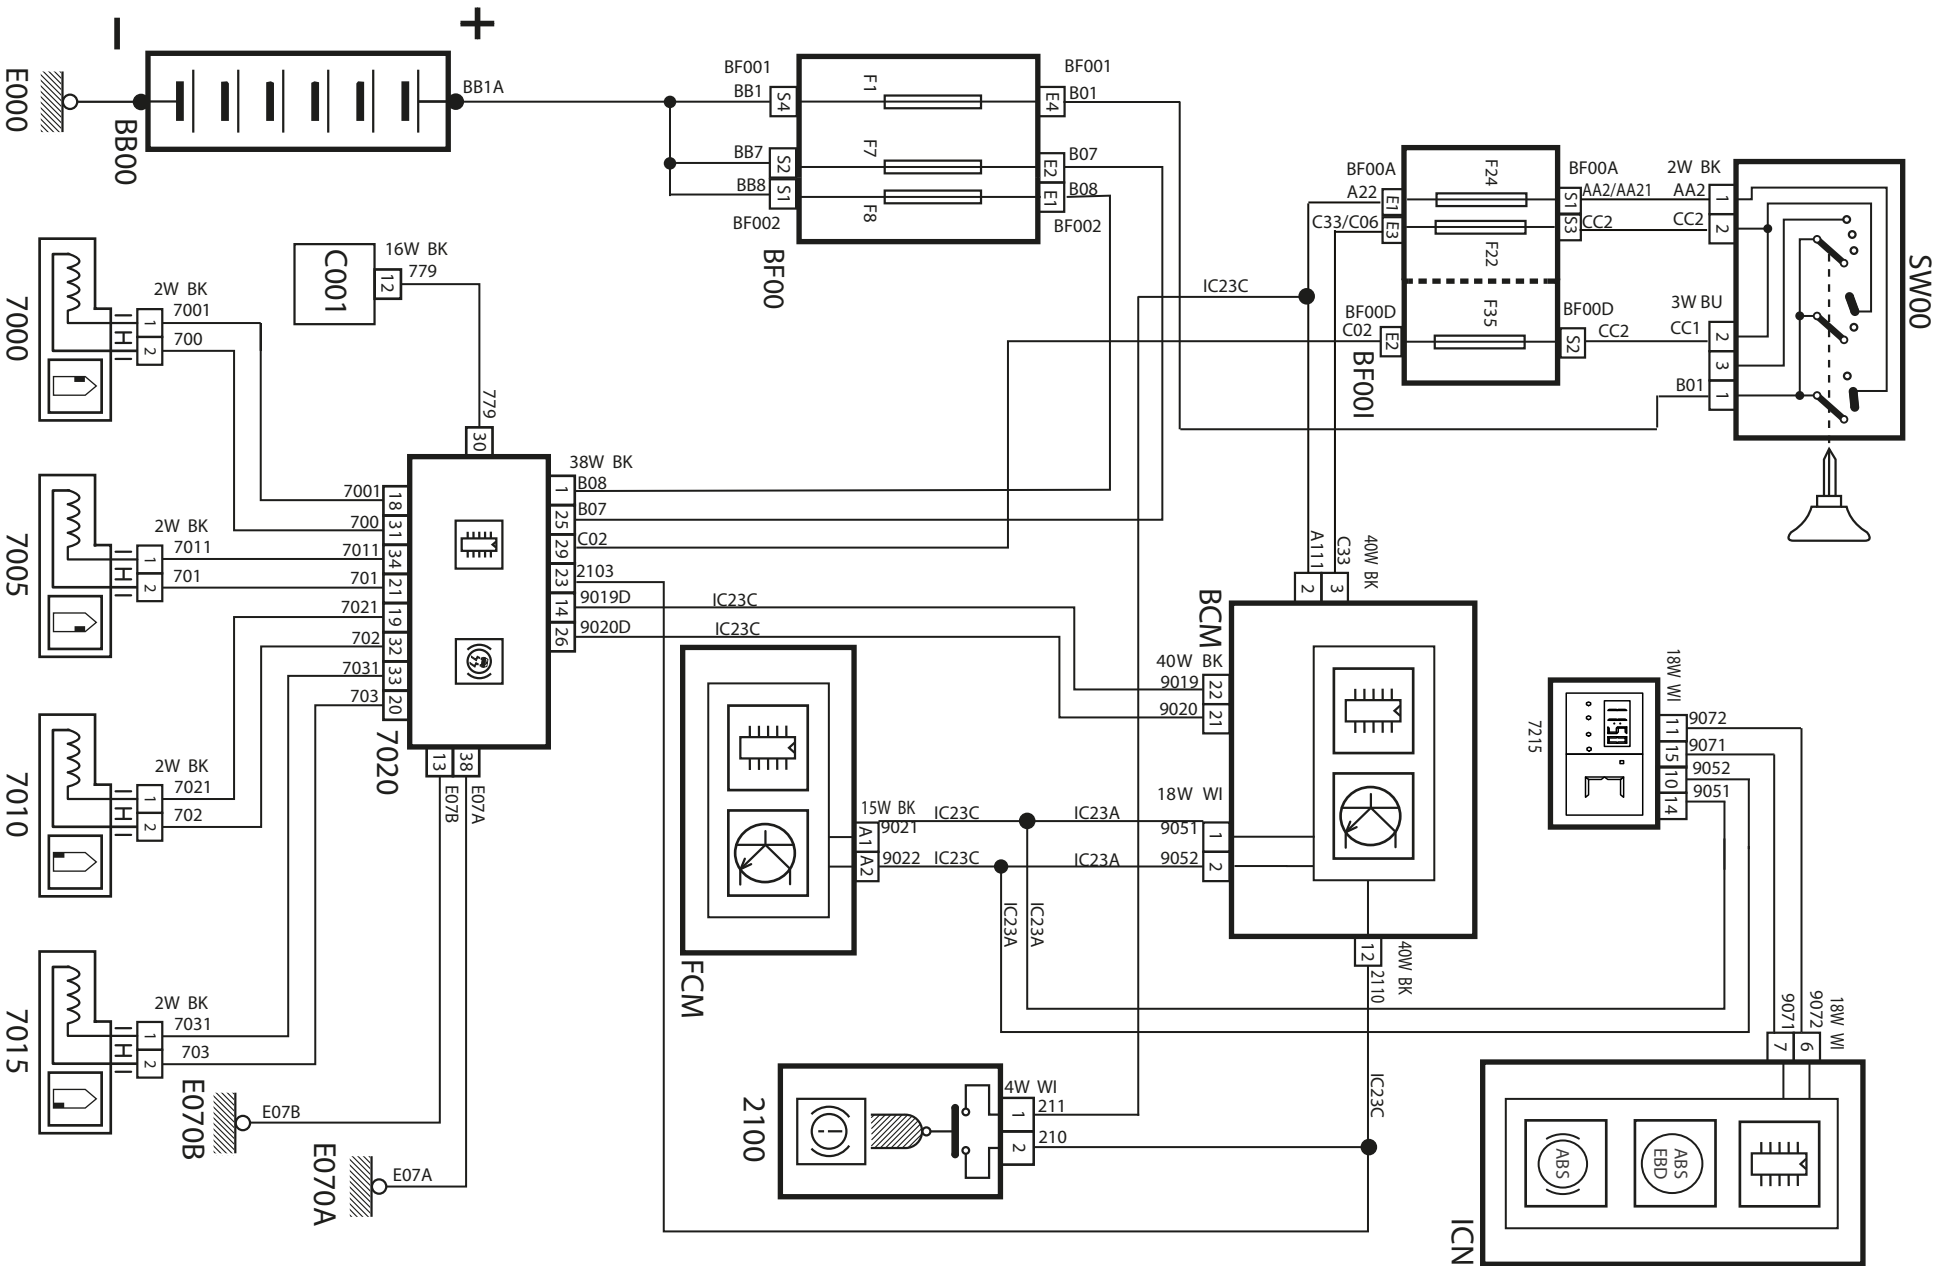 −
+
E000
BB00
BB1A
BF001
BB1
S4
BB7
S2
BB8
S1
BF002
F1
F7
F8
BF001
E4
B01
E2
B07
E1
B08
BF002
BF00
BF00A
A22
E1
C33/C06
E3
F24
F22
BF00A
S1
AA2/AA21
S3
CC2
2W BK
AA2
1
CC2
2
SW00
BF00D
C02
E2
F35
BF00D
S2
CC2
3W BU
CC1
2
3
B01
1
BF00I
IC23C
C001
16W BK
12
779
779
30
7000
2W BK
7001
1
700
2
H
7005
2W BK
7011
1
701
2
H
7010
2W BK
7021
1
702
2
H
7015
2W BK
7031
1
703
2
H
7001
18
700
31
7011
34
701
21
7021
19
702
32
7031
33
703
20
7020
38W BK
1
B08
25
B07
29
C02
23
2103
14
9019D
IC23C
26
9020D
IC23C
13
38
E07B
E07A
E07B
E070B
E07A
E070A
A111
C33
40W BK
2
3
BCM
40W BK
9019
22
9020
21
18W WI
9051
1
9052
2
12
2110
40W BK
IC23C
FCM
15W BK
A1
9021
IC23C
IC23A
A2
9022
IC23C
IC23A
IC23A
IC23A
2100
4W WI
1
211
2
210
7215
11:50
18W WI
11
9072
15
9071
10
9052
14
9051
9071
9072
18W WI
7
6
ABS
ABS
EBD
ICN